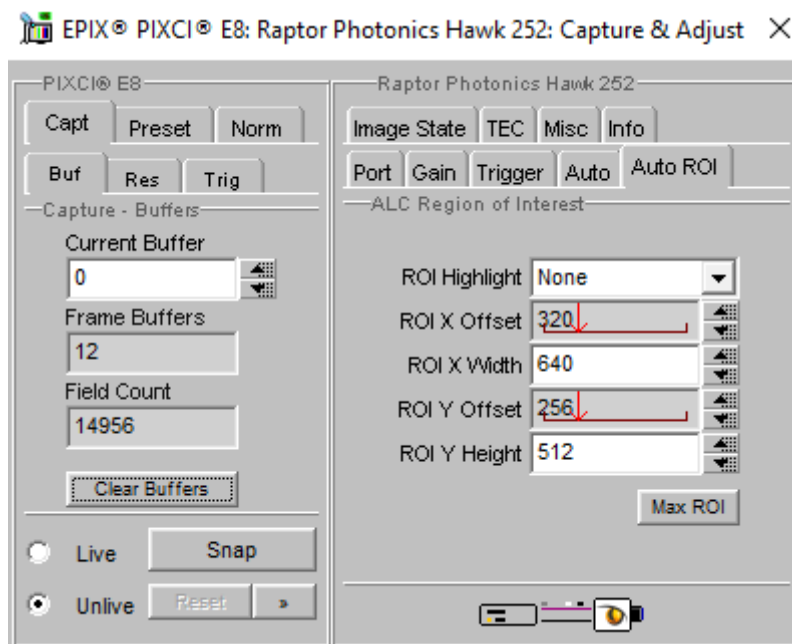 EPIX® PIXCI® E8: Raptor Photonics Hawk 252: Capture & Adjust
PIXCI® E8
Capt Preset Norm
Buf Res Trig
Capture - Buffers
Current Buffer
0
Frame Buffers
12
Field Count
14956
Clear Buffers
Live Snap
Unlive Reset »
Raptor Photonics Hawk 252
Image State TEC Misc Info
Port Gain Trigger Auto Auto ROI
ALC Region of Interest
ROI Highlight None
ROI X Offset 320
ROI X Width 640
ROI Y Offset 256
ROI Y Height 512
Max ROI